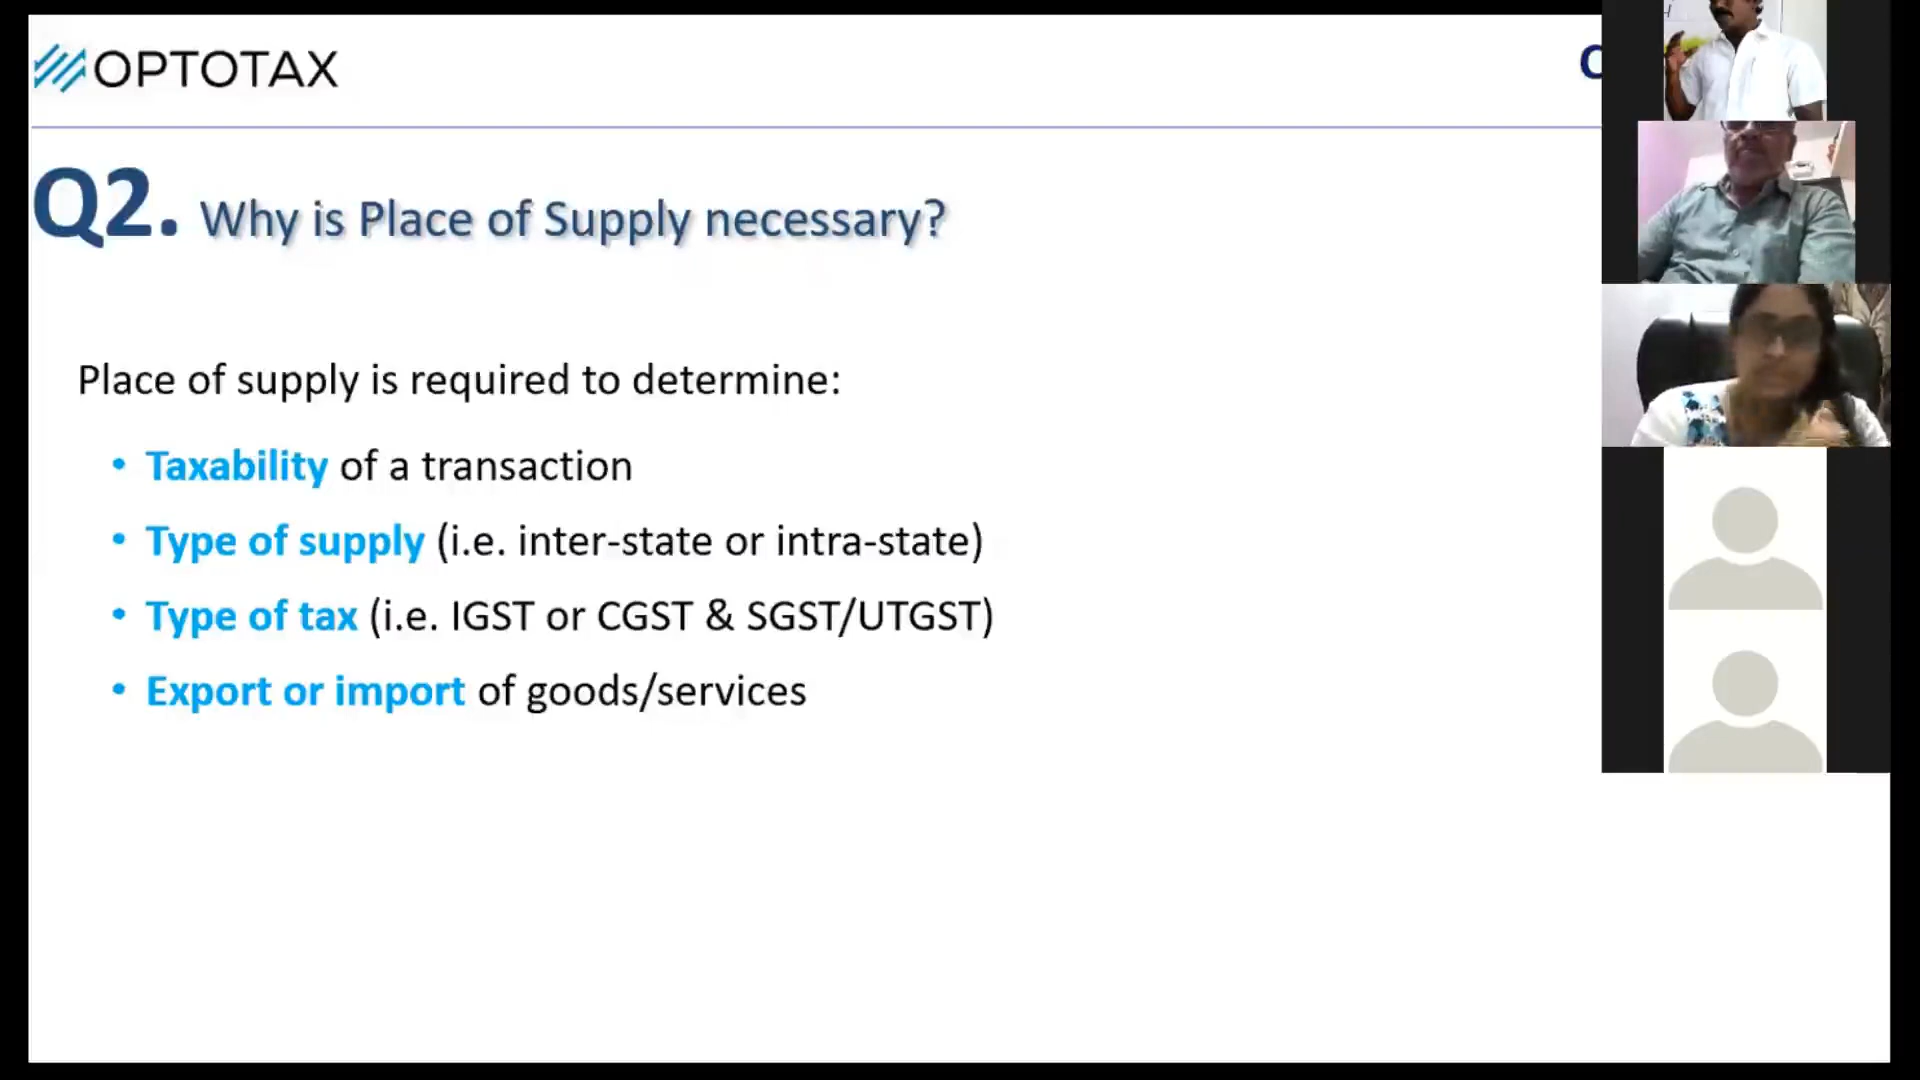 OPTOTAX
Q2. Why is Place of Supply necessary?
Place of supply is required to determine:
• Taxability of a transaction
• Type of supply (i.e. inter-state or intra-state)
• Type of tax (i.e. IGST or CGST & SGST/UTGST)
• Export or import of goods/services